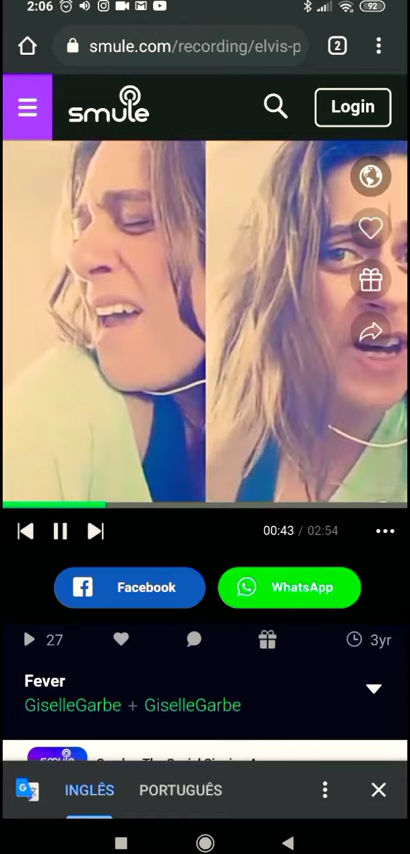 2:06
92
smule.com/recording/elvis-p
2
smule
Login
00:43 / 02:54
Facebook
WhatsApp
27
3yr
Fever
GiselleGarbe + GiselleGarbe
INGLÊS PORTUGUÊS